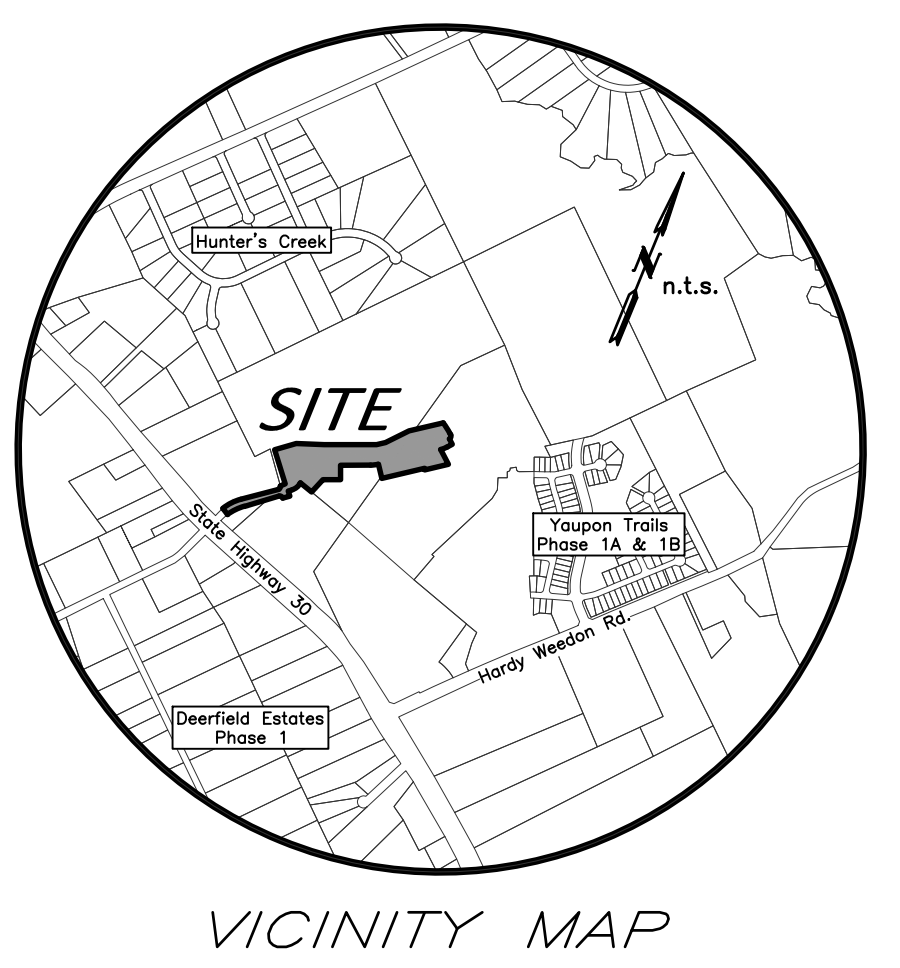 Hunter's Creek
N
n.t.s.
SITE
State Highway 30
Yaupon Trails
Phase 1A & 1B
Hardy Weedon Rd.
Deerfield Estates
Phase 1
VICINITY MAP